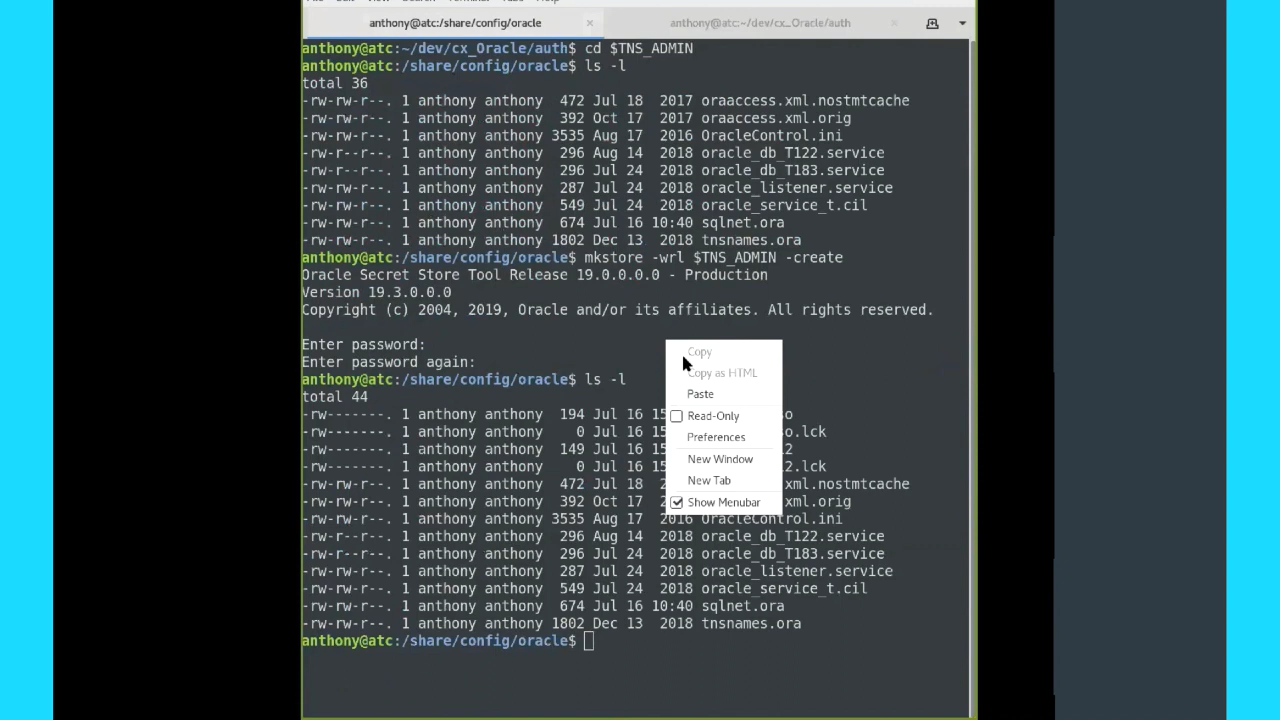 anthony@atc:/share/config/oracle × anthony@atc:~/dev/cx_Oracle/auth ×
anthony@atc:~/dev/cx_Oracle/auth$ cd $TNS_ADMIN
anthony@atc:/share/config/oracle$ ls -l
total 36
-rw-rw-r--. 1 anthony anthony  472 Jul 18  2017 oraaccess.xml.nostmtcache
-rw-rw-r--. 1 anthony anthony  392 Oct 17  2017 oraaccess.xml.orig
-rw-rw-r--. 1 anthony anthony 3535 Aug 17  2016 OracleControl.ini
-rw-r--r--. 1 anthony anthony  296 Aug 14  2018 oracle_db_T122.service
-rw-r--r--. 1 anthony anthony  296 Jul 24  2018 oracle_db_T183.service
-rw-rw-r--. 1 anthony anthony  287 Jul 24  2018 oracle_listener.service
-rw-rw-r--. 1 anthony anthony  549 Jul 24  2018 oracle_service_t.cil
-rw-rw-r--. 1 anthony anthony  674 Jul 16 10:40 sqlnet.ora
-rw-rw-r--. 1 anthony anthony 1802 Dec 13  2018 tnsnames.ora
anthony@atc:/share/config/oracle$ mkstore -wrl $TNS_ADMIN -create
Oracle Secret Store Tool Release 19.0.0.0.0 - Production
Version 19.3.0.0.0
Copyright (c) 2004, 2019, Oracle and/or its affiliates. All rights reserved.
Enter password:
Enter password again:
anthony@atc:/share/config/oracle$ ls -l
total 44
-rw-------. 1 anthony anthony  194 Jul 16
-rw-------. 1 anthony anthony    0 Jul 16
-rw-------. 1 anthony anthony  149 Jul 16
-rw-------. 1 anthony anthony    0 Jul 16
-rw-rw-r--. 1 anthony anthony  472 Jul 18
-rw-rw-r--. 1 anthony anthony  392 Oct 17
-rw-rw-r--. 1 anthony anthony 3535 Aug 17  2016 OracleControl.ini
-rw-r--r--. 1 anthony anthony  296 Aug 14  2018 oracle_db_T122.service
-rw-r--r--. 1 anthony anthony  296 Jul 24  2018 oracle_db_T183.service
-rw-rw-r--. 1 anthony anthony  287 Jul 24  2018 oracle_listener.service
-rw-rw-r--. 1 anthony anthony  549 Jul 24  2018 oracle_service_t.cil
-rw-rw-r--. 1 anthony anthony  674 Jul 16 10:40 sqlnet.ora
-rw-rw-r--. 1 anthony anthony 1802 Dec 13  2018 tnsnames.ora
anthony@atc:/share/config/oracle$
Copy
Copy as HTML
Paste
Read-Only
Preferences
New Window
New Tab
Show Menubar